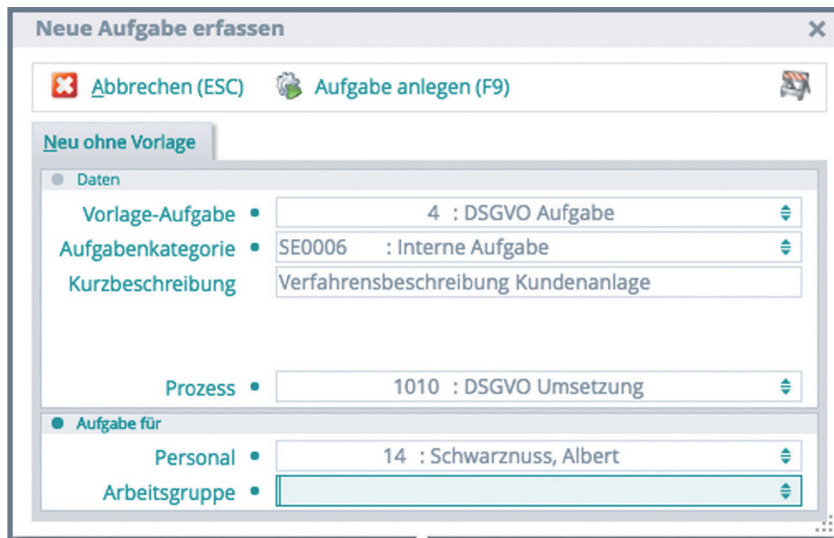 Neue Aufgabe erfassen
Abbrechen (ESC) Aufgabe anlegen (F9)
Neu ohne Vorlage
Daten
Vorlage-Aufgabe 4 : DSGVO Aufgabe
Aufgabenkategorie SE0006 : Interne Aufgabe
Kurzbeschreibung Verfahrensbeschreibung Kundenanlage
Prozess 1010 : DSGVO Umsetzung
Aufgabe für
Personal 14 : Schwarznuss, Albert
Arbeitsgruppe